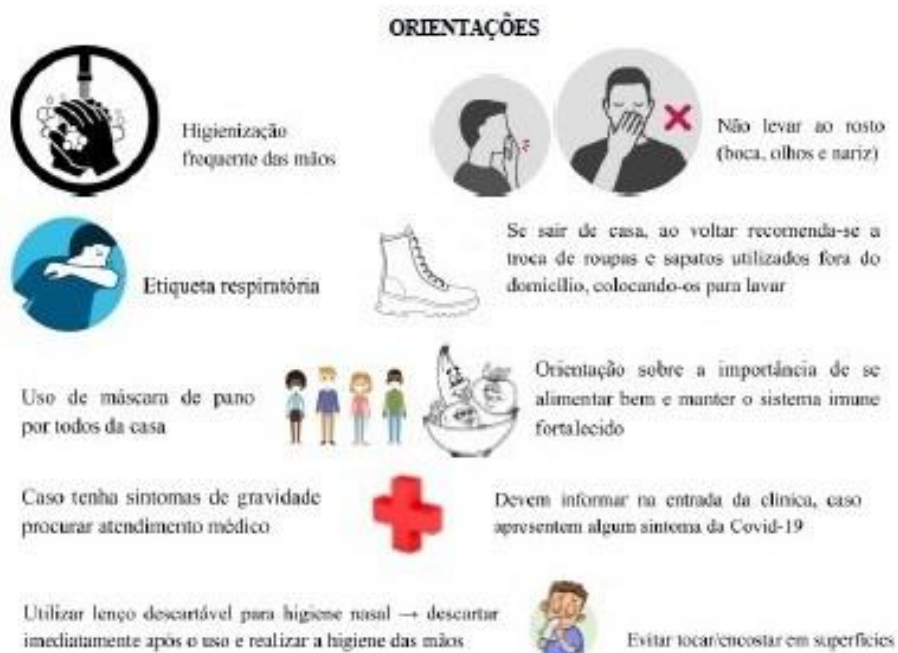 ORIENTAÇÕES
Higienização
frequente das mãos
Não levar ao rosto
(boca, olhos e nariz)
Etiqueta respiratória
Se sair de casa, ao voltar recomenda-se a
troca de roupas e sapatos utilizados fora do
domicílio, colocando-os para lavar
Uso de máscara de pano
por todos da casa
Orientação sobre a importância de se
alimentar bem e manter o sistema imune
fortalecido
Caso tenha sintomas de gravidade
procurar atendimento médico
Devem informar na entrada da clínica, caso
apresentem algum sintoma da Covid-19
Utilizar lenço descartável para higiene nasal → descartar
imediatamente após o uso e realizar a higiene das mãos
Evitar tocar/encostar em superfícies